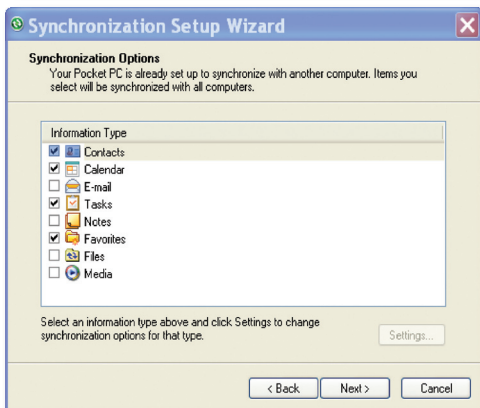 Synchronization Setup Wizard
Synchronization Options
Your Pocket PC is already set up to synchronize with another computer. Items you
select will be synchronized with all computers.
Information Type
Contacts
Calendar
E-mail
Tasks
Notes
Favorites
Files
Media
Select an information type above and click Settings to change
synchronization options for that type.
Settings...
< Back
Next >
Cancel